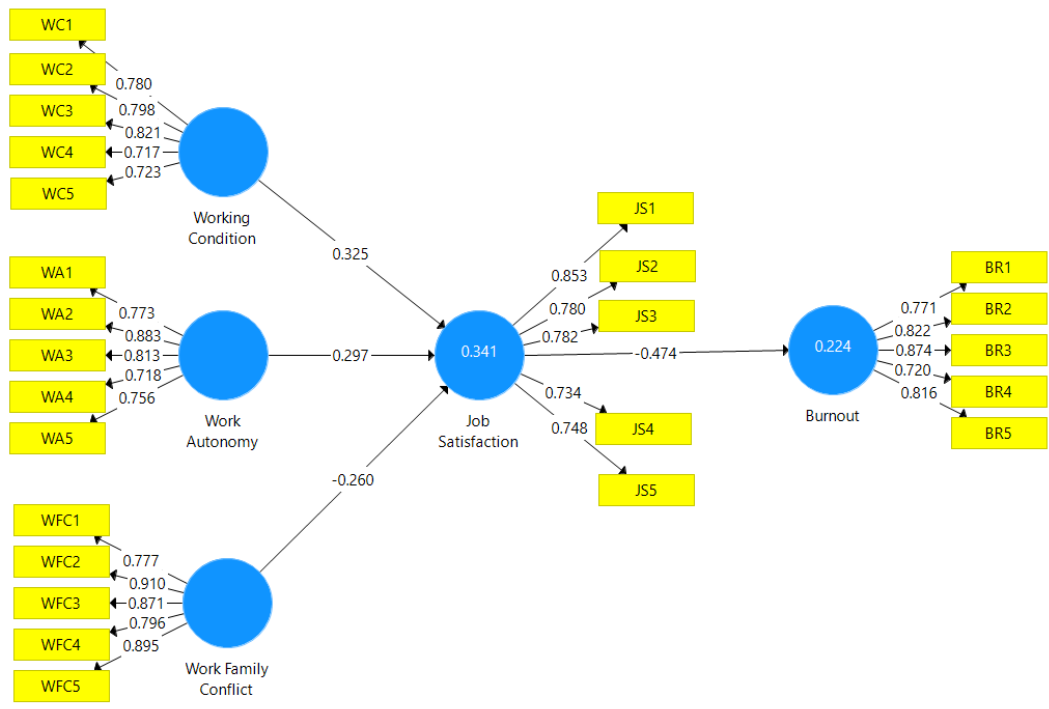 WC1
WC2
WC3
WC4
WC5
0.780
0.798
0.821
0.717
0.723
Working
Condition
0.325
WA1
WA2
WA3
WA4
WA5
0.773
0.883
0.813
0.718
0.756
Work
Autonomy
0.297
WFC1
WFC2
WFC3
WFC4
WFC5
0.777
0.910
0.871
0.796
0.895
Work Family
Conflict
-0.260
JS1
JS2
JS3
JS4
JS5
0.853
0.780
0.782
0.734
0.748
0.341
Job
Satisfaction
-0.474
0.224
Burnout
0.771
0.822
0.874
0.720
0.816
BR1
BR2
BR3
BR4
BR5